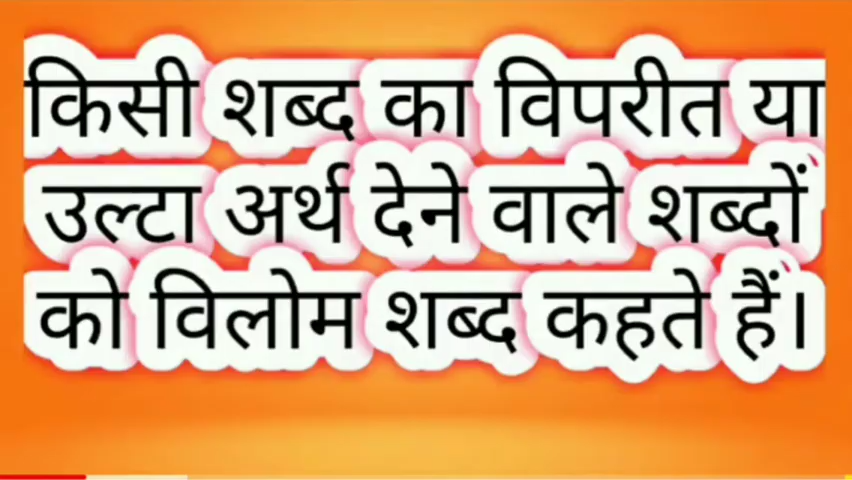 किसी शब्द का विपरीत या
उल्टा अर्थ देने वाले शब्दों
को विलोम शब्द कहते हैं।